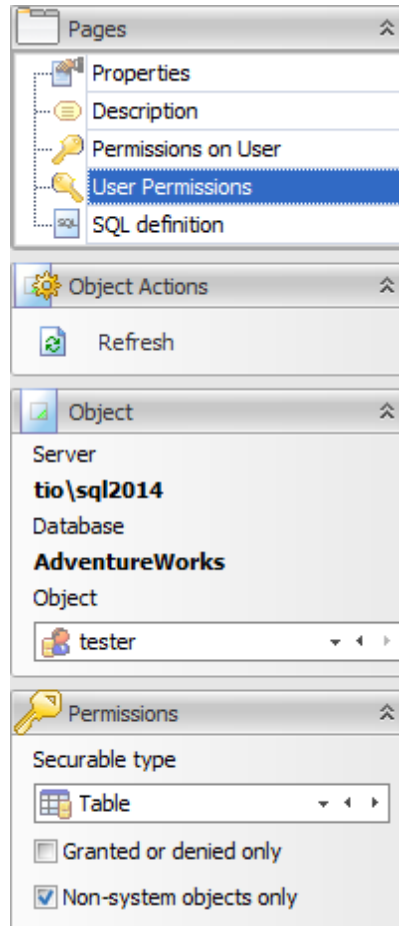 Pages
Properties
Description
Permissions on User
User Permissions
SQL
SQL definition
Object Actions
Refresh
Object
Server
tio\sql2014
Database
AdventureWorks
Object
tester
Permissions
Securable type
Table
Granted or denied only
Non-system objects only